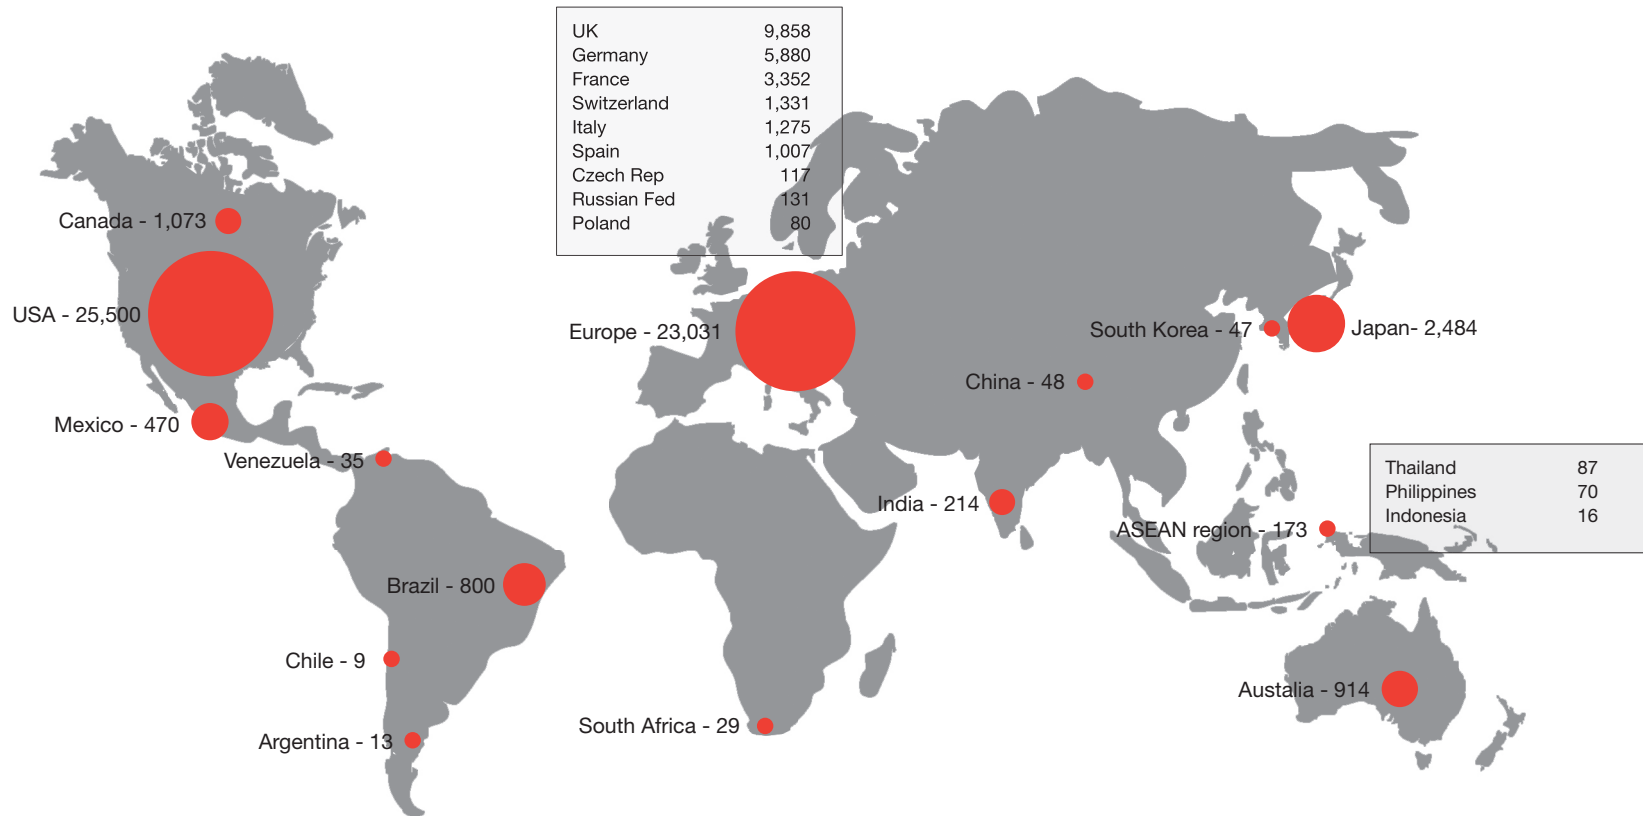 UK 9,858
Germany 5,880
France 3,352
Switzerland 1,331
Italy 1,275
Spain 1,007
Czech Rep 117
Russian Fed 131
Poland 80
Canada - 1,073
USA - 25,500
Europe - 23,031
South Korea - 47
Japan- 2,484
China - 48
Mexico - 470
Venezuela - 35
Thailand 87
Philippines 70
Indonesia 16
India - 214
ASEAN region - 173
Brazil - 800
Chile - 9
Austalia - 914
South Africa - 29
Argentina - 13